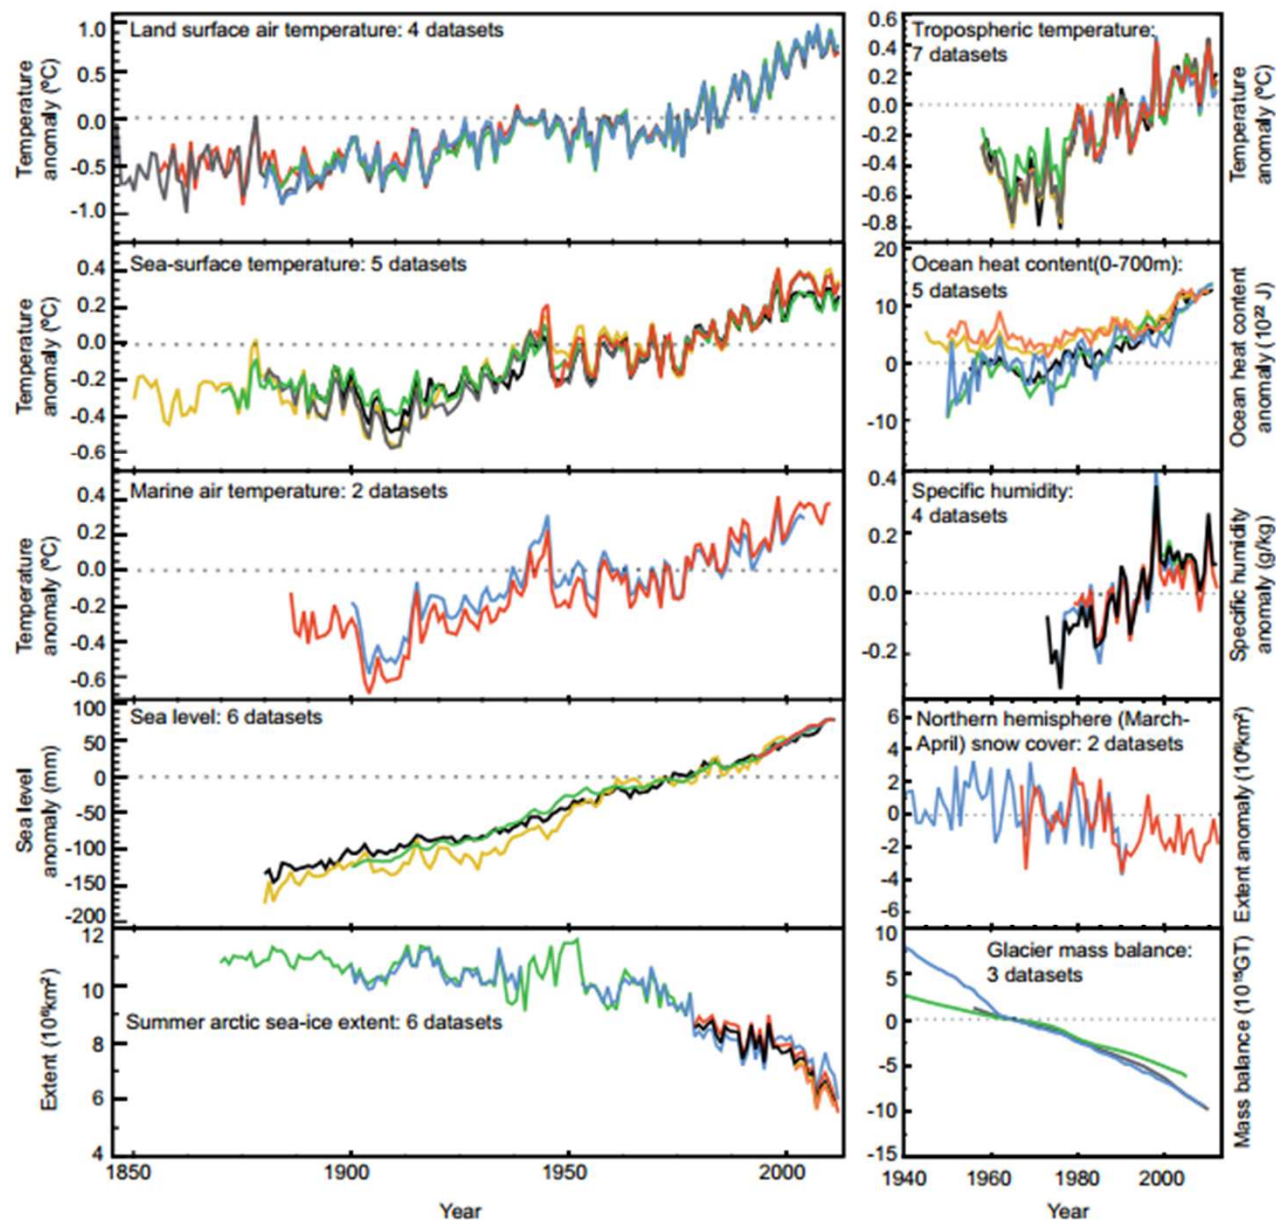 Land surface air temperature: 4 datasets
Temperature
anomaly (ºC)
1.0
0.5
0.0
-0.5
-1.0
Sea-surface temperature: 5 datasets
Temperature
anomaly (ºC)
0.4
0.2
0.0
-0.2
-0.4
-0.6
Marine air temperature: 2 datasets
Temperature
anomaly (ºC)
0.4
0.2
0.0
-0.2
-0.4
-0.6
Sea level: 6 datasets
Sea level
anomaly (mm)
100
50
0
-50
-100
-150
-200
Summer arctic sea-ice extent: 6 datasets
Extent (10⁶km²)
12
10
8
6
4
1850
1900
1950
2000
Year
Tropospheric temperature:
7 datasets
Temperature
anomaly (ºC)
0.6
0.4
0.2
0.0
-0.2
-0.4
-0.6
-0.8
Ocean heat content(0-700m):
5 datasets
Ocean heat content
anomaly (10²² J)
20
10
0
-10
Specific humidity:
4 datasets
Specific humidity
anomaly (g/kg)
0.4
0.2
0.0
-0.2
Northern hemisphere (March-
April) snow cover: 2 datasets
Extent anomaly (10⁶km²)
6
4
2
0
-2
-4
-6
Glacier mass balance:
3 datasets
Mass balance (10¹⁵GT)
10
5
0
-5
-10
-15
1940
1960
1980
2000
Year